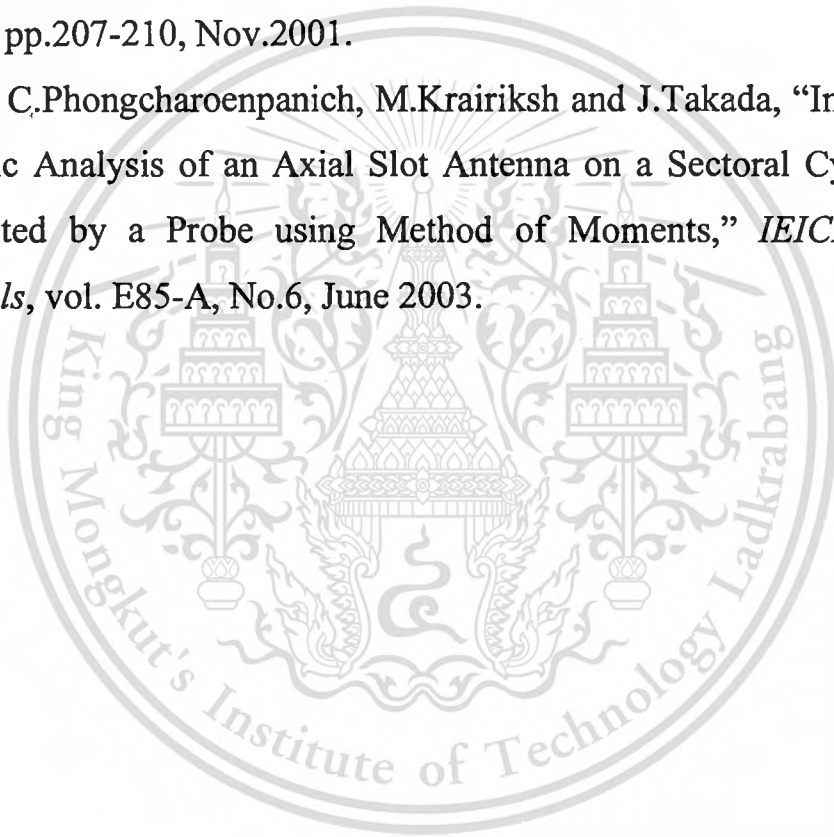 pp.207-210, Nov.2001.
C.Phongcharoenpanich, M.Krairiksh and J.Takada, “In
ic Analysis of an Axial Slot Antenna on a Sectoral Cy
ted by a Probe using Method of Moments,” IEIC
ls, vol. E85-A, No.6, June 2003.
King Mongkut's Institute of Technology Ladkrabang